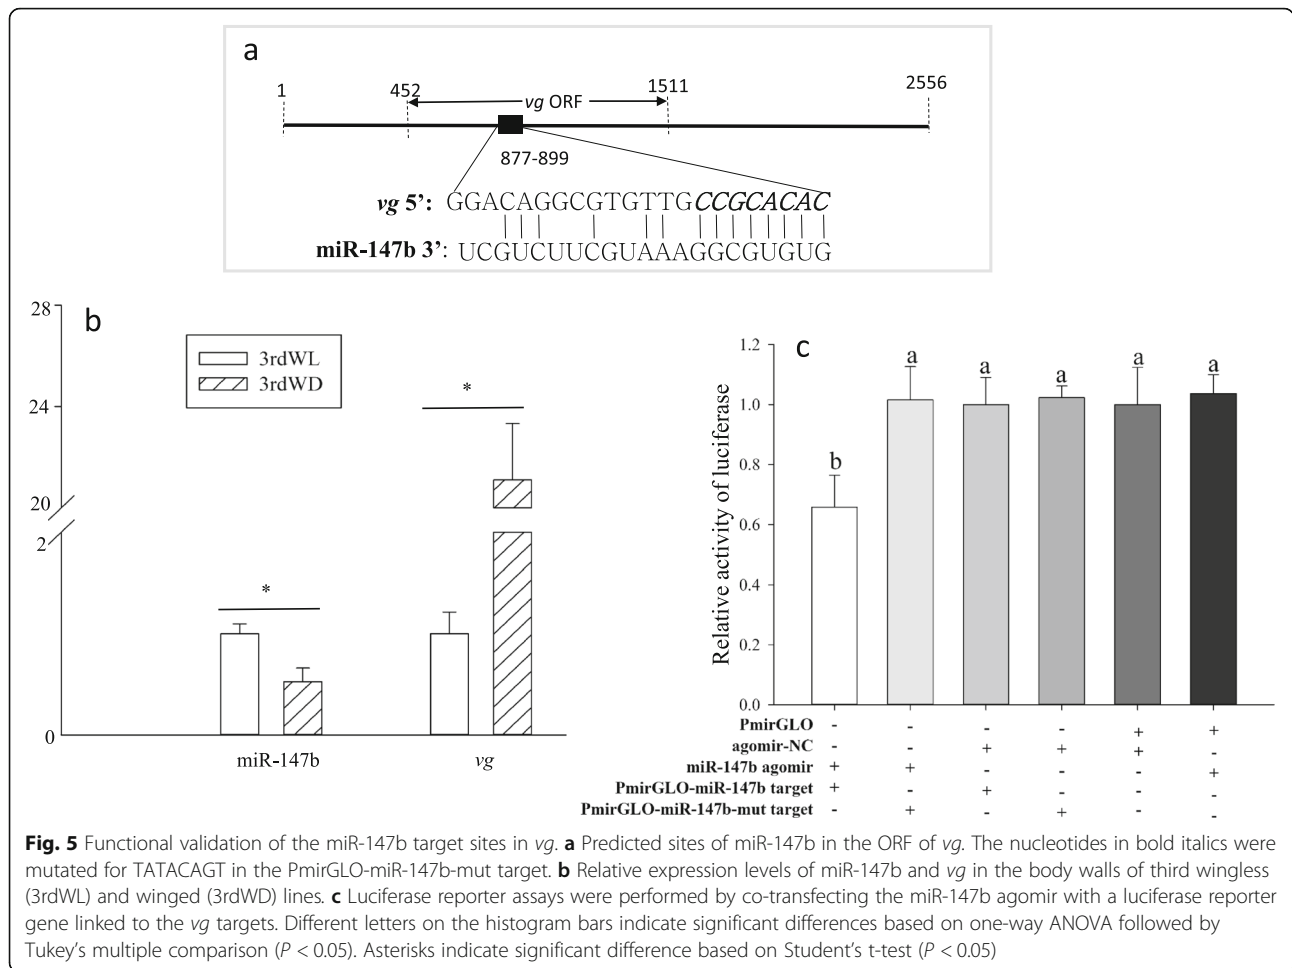 a
1 452 vg ORF 1511 2556
877-899
vg 5': GGACAGGCGTGTTGCCGCACAC
miR-147b 3': UCGUCUUCGUAAAGGCGUGUG
b
28
24
20
2
0
3rdWL
3rdWD
*
*
miR-147b vg
c
Relative activity of luciferase
1.2
1.0
0.8
0.6
0.4
0.2
0.0
b a a a a a
PmirGLO - - - - + +
agomir-NC - - + + + -
miR-147b agomir + + - - - +
PmirGLO-miR-147b target + - + - - -
PmirGLO-miR-147b-mut target - + - + - -
Fig. 5 Functional validation of the miR-147b target sites in vg. a Predicted sites of miR-147b in the ORF of vg. The nucleotides in bold italics were
mutated for TATACAGT in the PmirGLO-miR-147b-mut target. b Relative expression levels of miR-147b and vg in the body walls of third wingless
(3rdWL) and winged (3rdWD) lines. c Luciferase reporter assays were performed by co-transfecting the miR-147b agomir with a luciferase reporter
gene linked to the vg targets. Different letters on the histogram bars indicate significant differences based on one-way ANOVA followed by
Tukey's multiple comparison (P < 0.05). Asterisks indicate significant difference based on Student's t-test (P < 0.05)